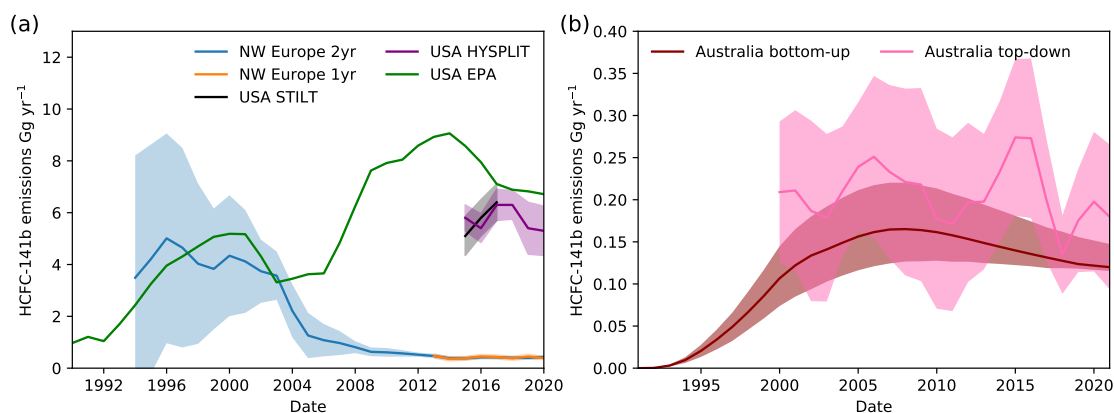 (a)
HCFC-141b emissions Gg yr⁻¹
12
10
8
6
4
2
0
NW Europe 2yr
NW Europe 1yr
USA STILT
USA HYSPLIT
USA EPA
1992 1996 2000 2004 2008 2012 2016 2020
Date
(b)
HCFC-141b emissions Gg yr⁻¹
0.40
0.35
0.30
0.25
0.20
0.15
0.10
0.05
0.00
Australia bottom-up
Australia top-down
1995 2000 2005 2010 2015 2020
Date